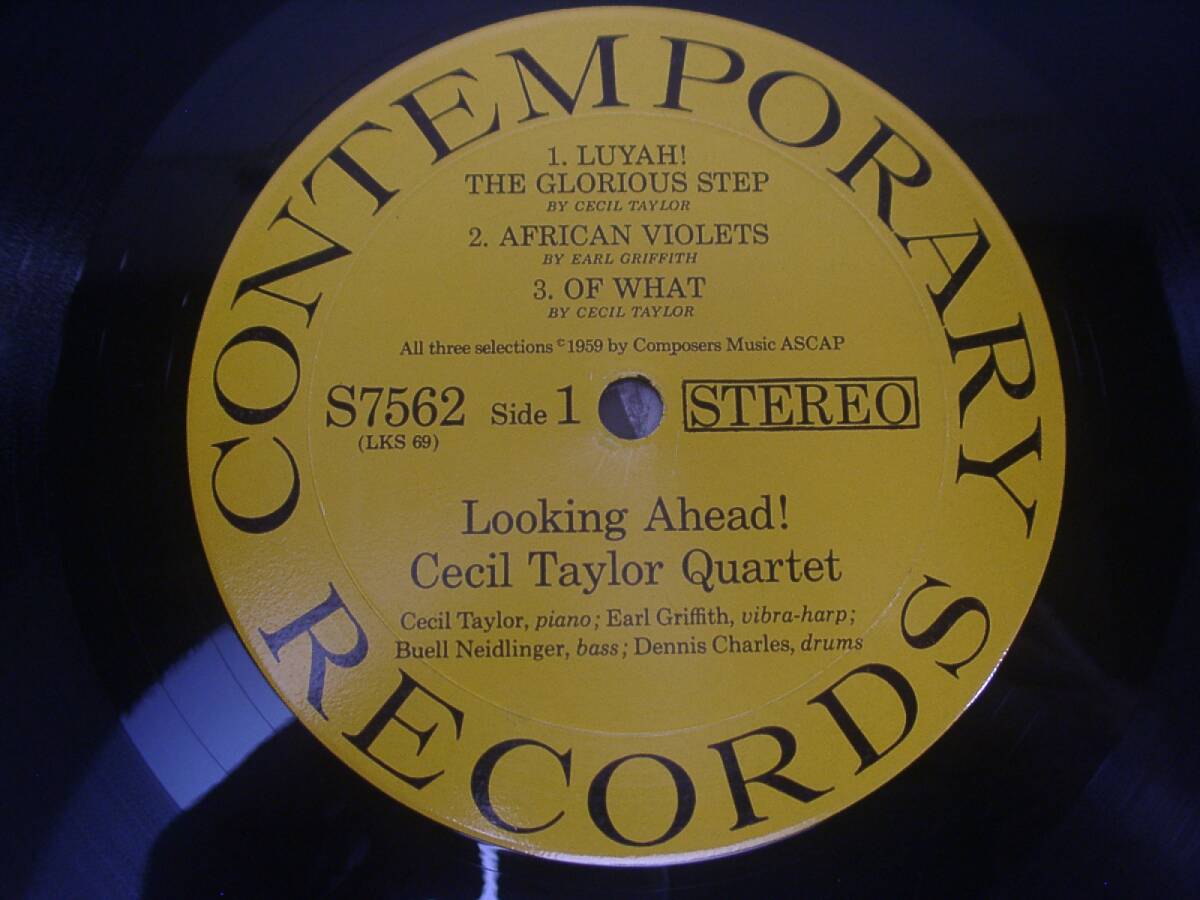 CONTEMPORARY
1. LUYAH!
THE GLORIOUS STEP
BY CECIL TAYLOR
2. AFRICAN VIOLETS
BY EARL GRIFFITH
3. OF WHAT
BY CECIL TAYLOR
All three selections ©1959 by Composers Music ASCAP
S7562 Side 1 STEREO
(LKS 69)
Looking Ahead!
Cecil Taylor Quartet
Cecil Taylor, piano; Earl Griffith, vibra-harp;
Buell Neidlinger, bass; Dennis Charles, drums
RECORDS